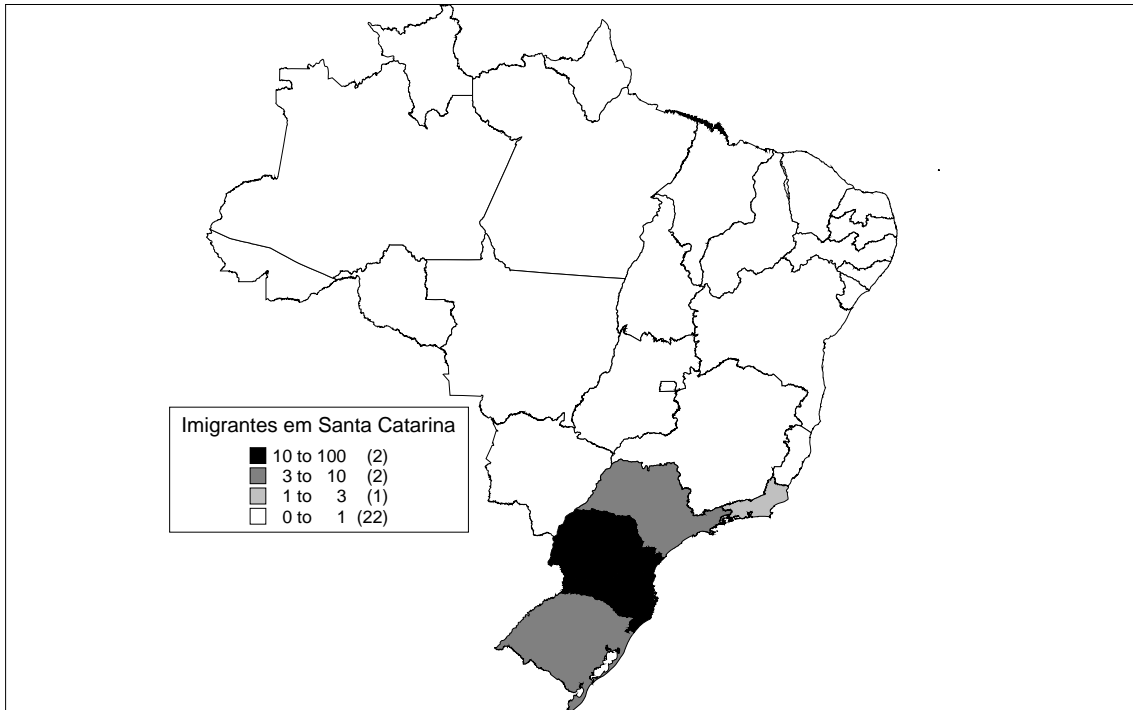 Imigrantes em Santa Catarina
10 to 100 (2)
3 to 10 (2)
1 to 3 (1)
0 to 1 (22)